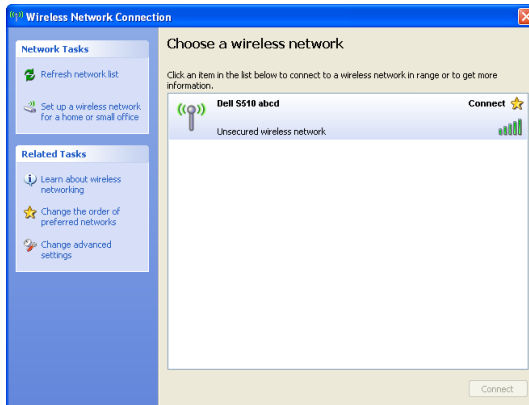 Wireless Network Connection
Network Tasks
Refresh network list
Set up a wireless network
for a home or small office
Related Tasks
Learn about wireless
networking
Change the order of
preferred networks
Change advanced
settings
Choose a wireless network
Click an item in the list below to connect to a wireless network in range or to get more
information.
Dell S510 abcd
Connect
Unsecured wireless network
Connect